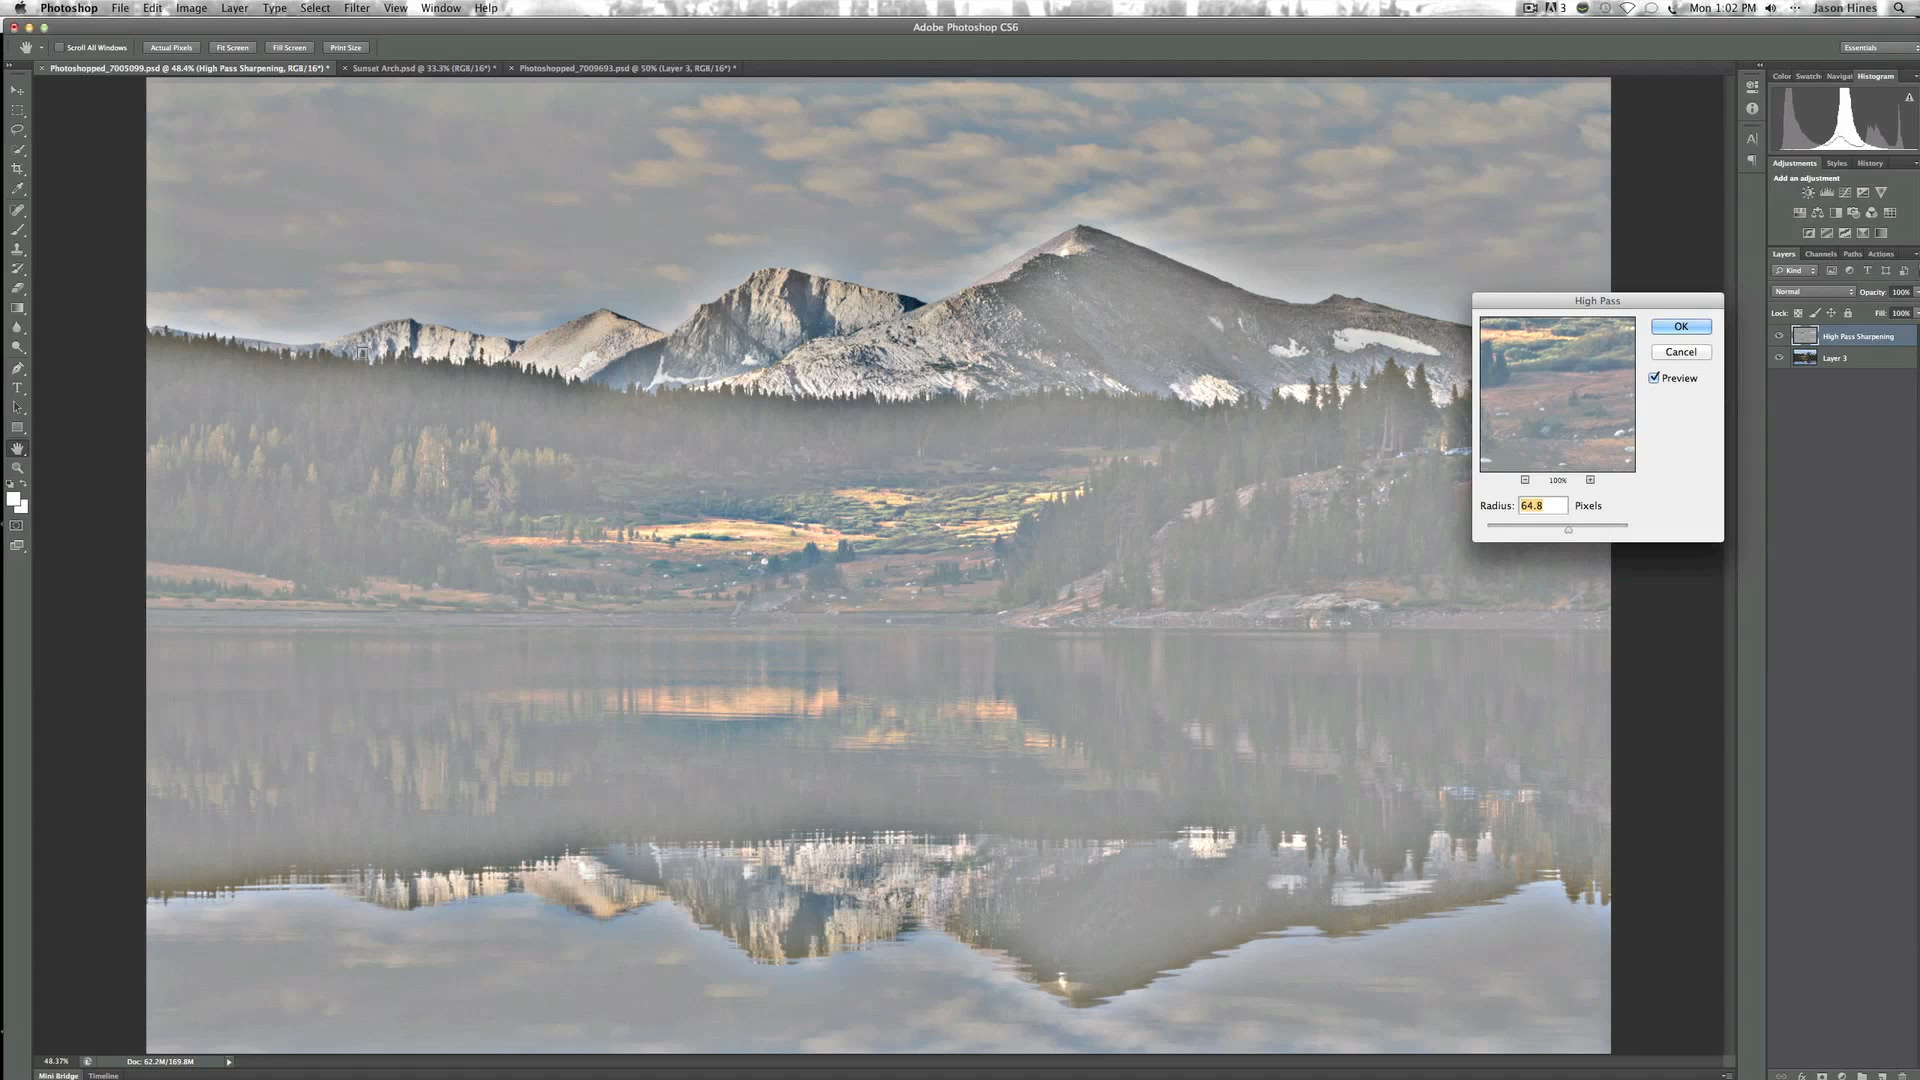 Photoshop File Edit Image Layer Type Select Filter View Window Help 3 Mon 1:02 PM Jason Hines
Adobe Photoshop CS6
Scroll All Windows Actual Pixels Fit Screen Fill Screen Print Size Essentials
Photoshopped_7005099.psd @ 48.4% (High Pass Sharpening, RGB/16*) * Sunset Arch.psd @ 33.3% (RGB/16*) * Photoshopped_7009693.psd @ 50% (Layer 3, RGB/16*) *
Color Swatch Navigat Histogram
Adjustments Styles History
Add an adjustment
Layers Channels Paths Actions
Kind
Normal Opacity: 100%
Lock: Fill: 100%
High Pass Sharpening
Layer 3
High Pass
OK
Cancel
Preview
100%
Radius: 64.8 Pixels
48.37% Doc: 62.2M/169.8M
Mini Bridge Timeline